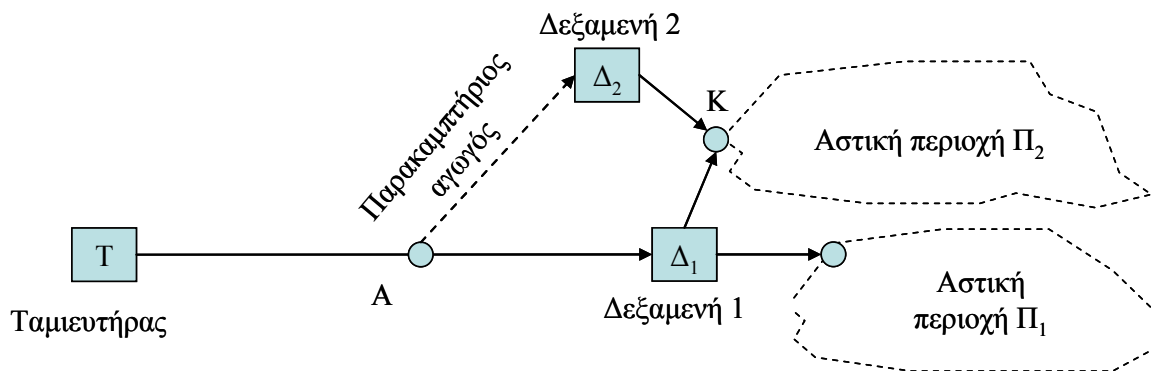 Δεξαμενή 2
Παρακαμπτήριος
αγωγός
Δ2
Κ
Αστική περιοχή Π2
Τ
Α
Δ1
Ταμιευτήρας
Δεξαμενή 1
Αστική
περιοχή Π1